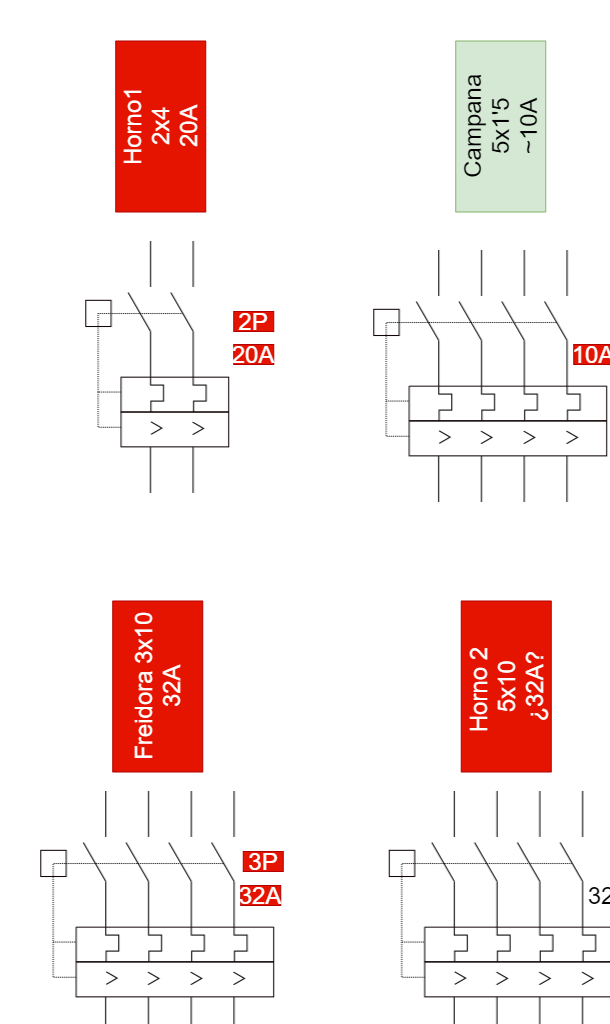 Horno1
2x4
20A
Campana
5x1'5
~10A
2P
20A
10A
Freidora 3x10
32A
Horno 2
5x10
¿32A?
3P
32A
32